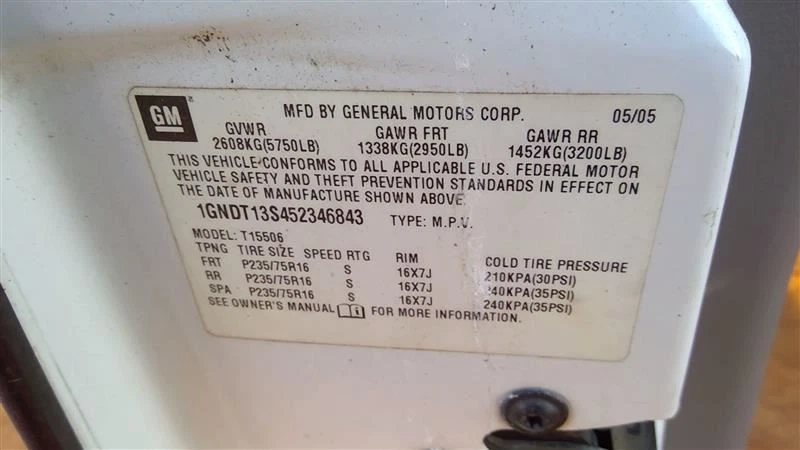 GM
MFD BY GENERAL MOTORS CORP. 05/05
GVWR GAWR FRT GAWR RR
2608KG(5750LB) 1338KG(2950LB) 1452KG(3200LB)
THIS VEHICLE CONFORMS TO ALL APPLICABLE U.S. FEDERAL MOTOR
VEHICLE SAFETY AND THEFT PREVENTION STANDARDS IN EFFECT ON
THE DATE OF MANUFACTURE SHOWN ABOVE.
1GNDT13S452346843 TYPE: M.P.V.
MODEL: T15506
TPNG TIRE SIZE SPEED RTG RIM COLD TIRE PRESSURE
FRT P235/75R16 S 16X7J 210KPA(30PSI)
RR P235/75R16 S 16X7J 240KPA(35PSI)
SPA P235/75R16 S 16X7J 240KPA(35PSI)
SEE OWNER'S MANUAL FOR MORE INFORMATION.